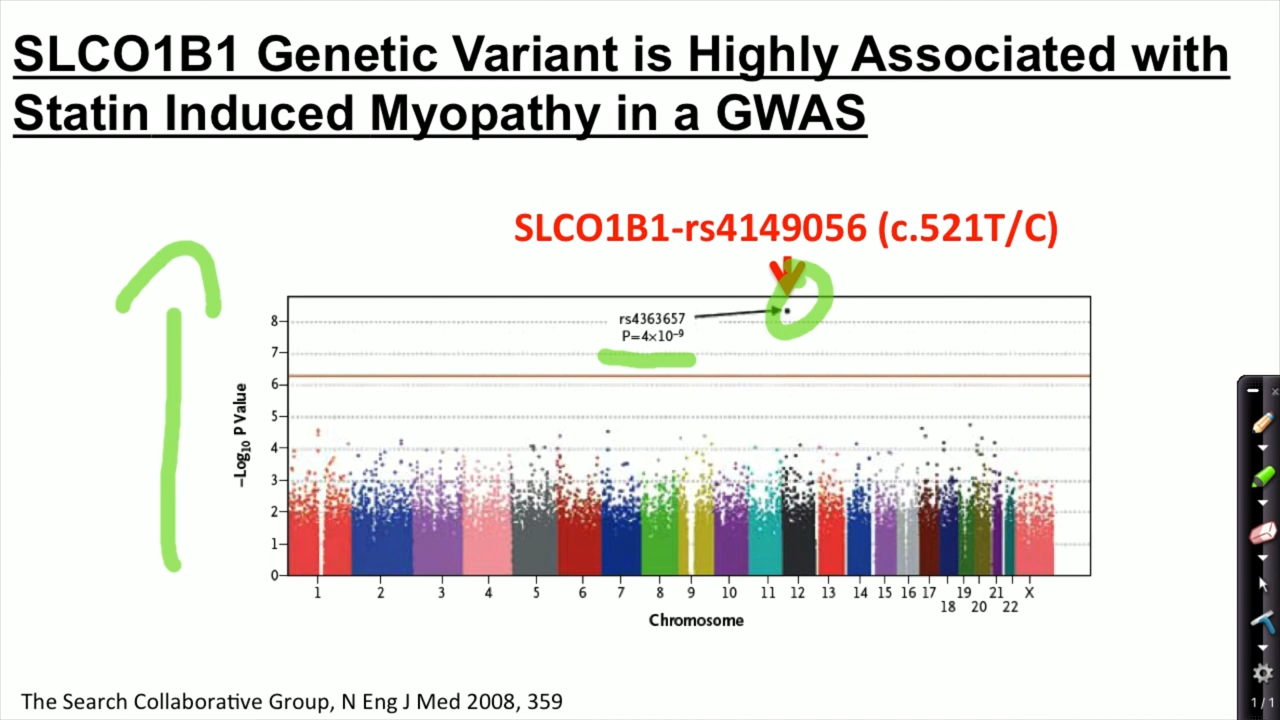 SLCO1B1 Genetic Variant is Highly Associated with
Statin Induced Myopathy in a GWAS
SLCO1B1-rs4149056 (c.521T/C)
rs4363657
P=4×10⁻⁹
−Log₁₀ P Value
8
7
6
5
4
3
2
1
0
1 2 3 4 5 6 7 8 9 10 11 12 13 14 15 16 17 19 21 X
18 20 22
Chromosome
The Search Collaborative Group, N Eng J Med 2008, 359
1/1